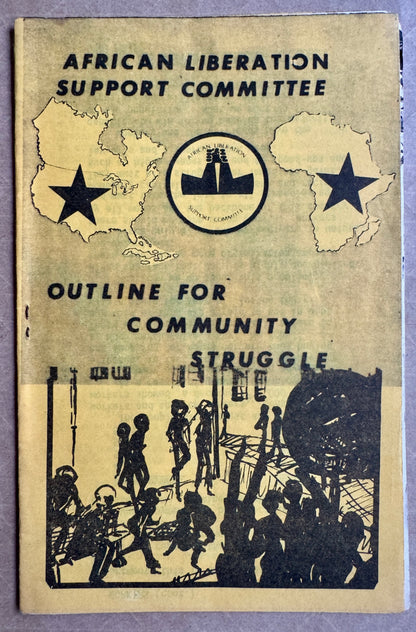 AFRICAN LIBERATION
SUPPORT COMMITTEE
AFRICAN LIBERATION
SUPPORT COMMITTEE
OUTLINE FOR
COMMUNITY
STRUGGLE